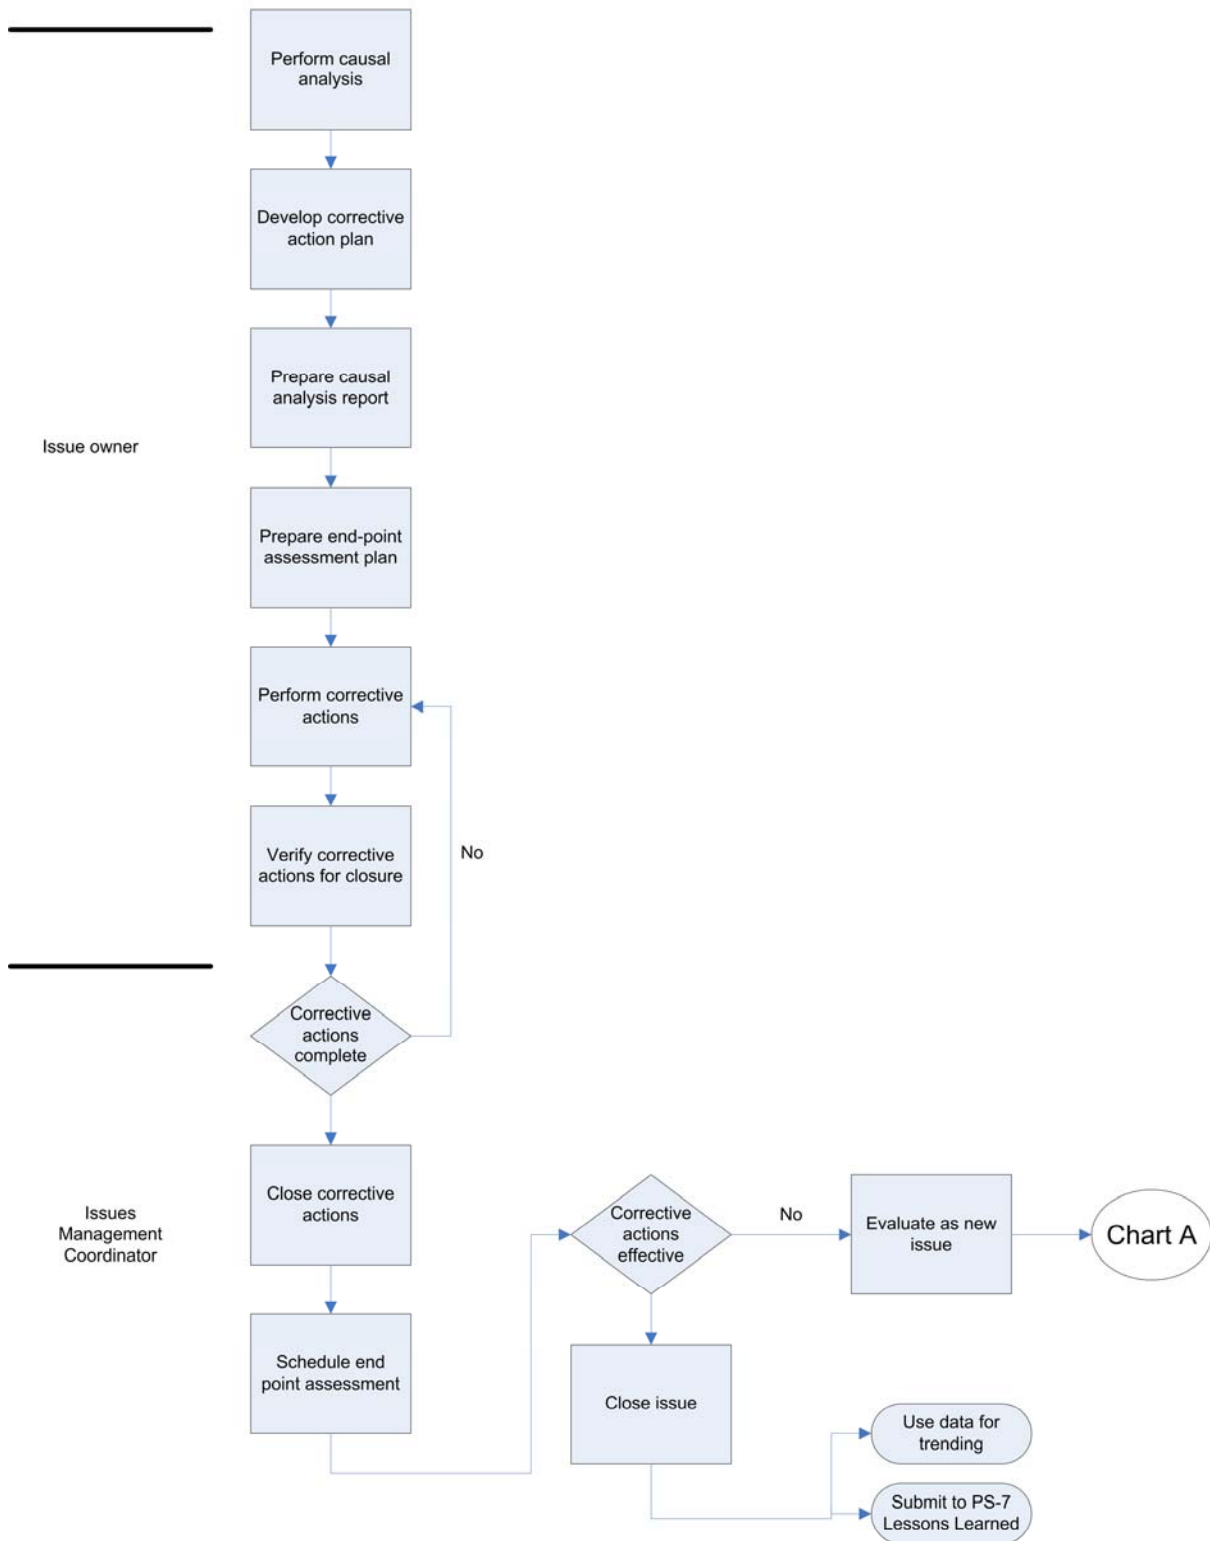 Perform causal
analysis
Develop corrective
action plan
Prepare causal
analysis report
Issue owner
Prepare end-point
assessment plan
Perform corrective
actions
Verify corrective
actions for closure
No
Corrective
actions
complete
Close corrective
actions
Issues
Management
Coordinator
Corrective
actions
effective
No
Evaluate as new
issue
Chart A
Schedule end
point assessment
Close issue
Use data for
trending
Submit to PS-7
Lessons Learned